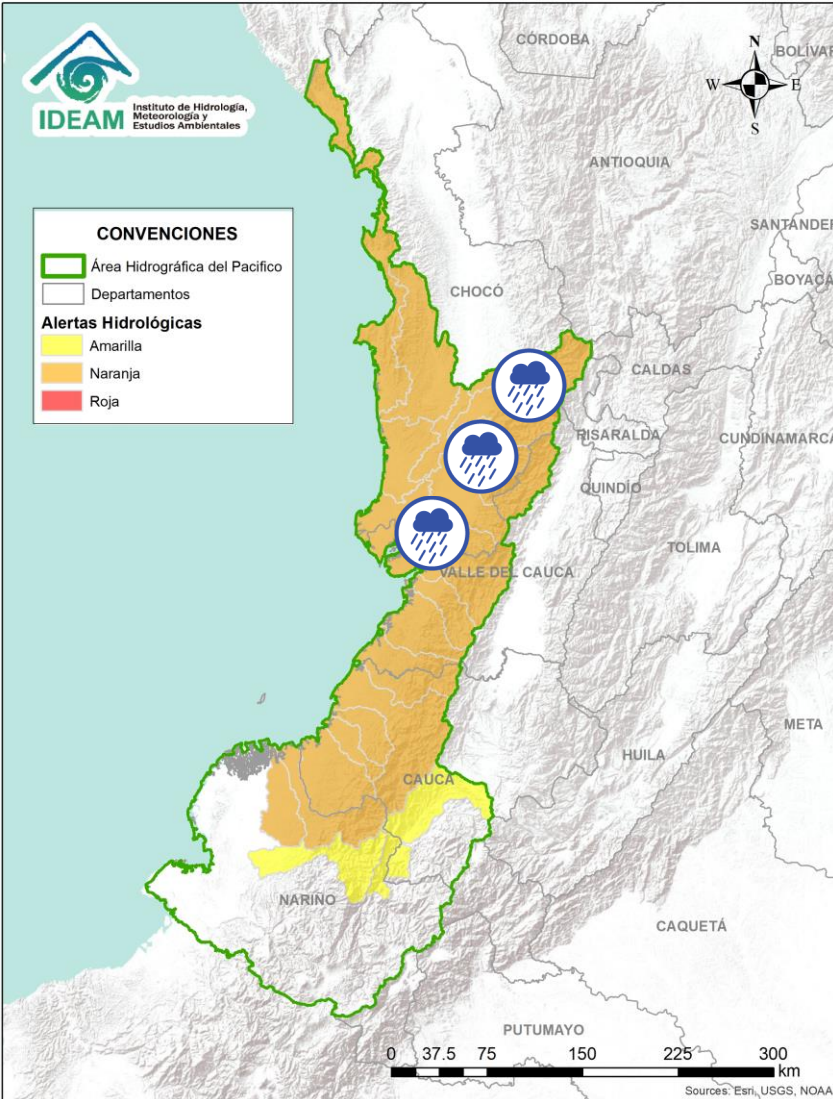 IDEAM
Instituto de Hidrología,
Meteorología y
Estudios Ambientales
N
W
E
S
CÓRDOBA
BOLÍVAR
ANTIOQUIA
SANTANDER
BOYACÁ
CHOCÓ
CALDAS
RISARALDA
CUNDINAMARCA
QUINDÍO
TOLIMA
VALLE DEL CAUCA
META
HUILA
CAUCA
NARIÑO
CAQUETÁ
PUTUMAYO
CONVENCIONES
Área Hidrográfica del Pacifico
Departamentos
Alertas Hidrológicas
Amarilla
Naranja
Roja
0 37.5 75 150 225 300
km
Sources: Esri, USGS, NOAA